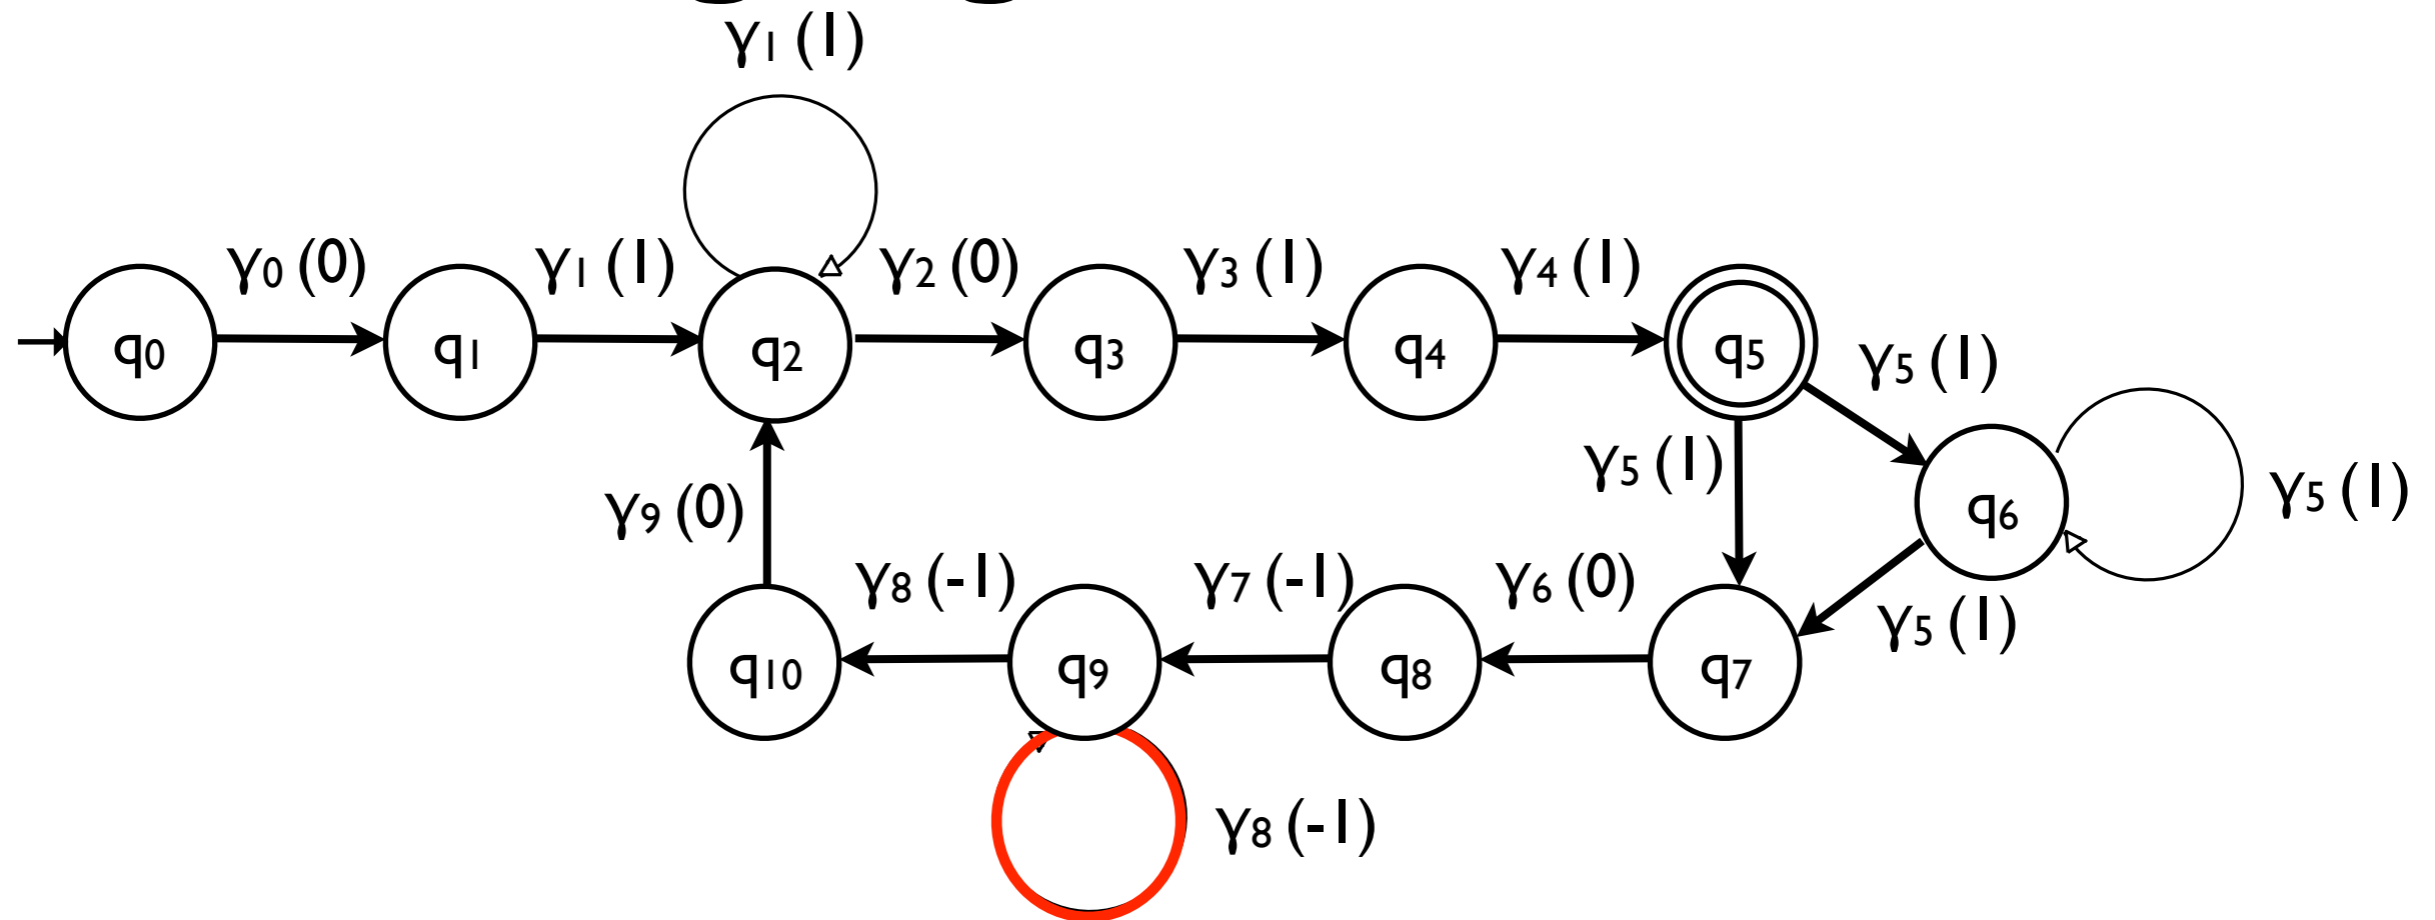 γ1 (1)
γ0 (0) γ1 (1) γ2 (0) γ3 (1) γ4 (1)
q0 q1 q2 q3 q4 q5
γ5 (1)
γ5 (1)
γ9 (0)
q6
γ5 (1)
γ8 (-1) γ7 (-1) γ6 (0)
γ5 (1)
q10 q9 q8 q7
γ8 (-1)